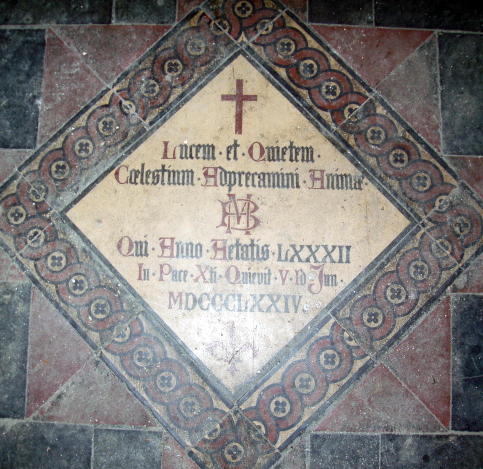 Lucem et Quietem
Cœlestium Adprecamini Animæ
MB
Qui Anno Ætatis LXXXII
In Pace XTi Quievit V Id Jun
MDCCCLXXIV